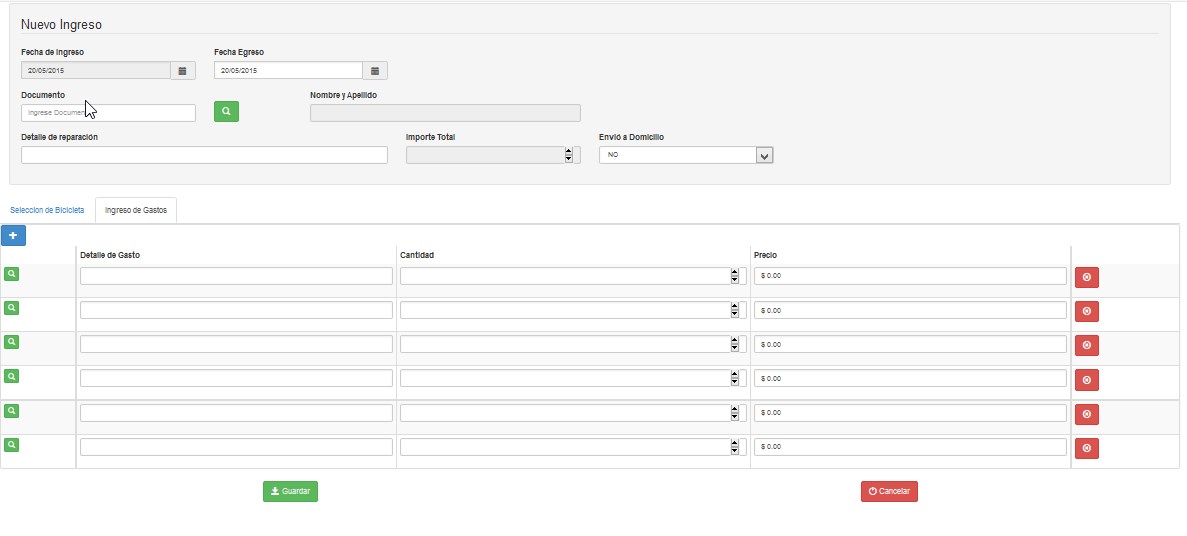 Nuevo Ingreso
Fecha de Ingreso Fecha Egreso
20/05/2015 20/05/2015
Documento Nombre y Apellido
Ingrese Documen
Detalle de reparación Importe Total Envió a Domicilio
NO
Seleccion de Bicicleta Ingreso de Gastos
Detalle de Gasto Cantidad Precio
$ 0.00
$ 0.00
$ 0.00
$ 0.00
$ 0.00
$ 0.00
Guardar Cancelar